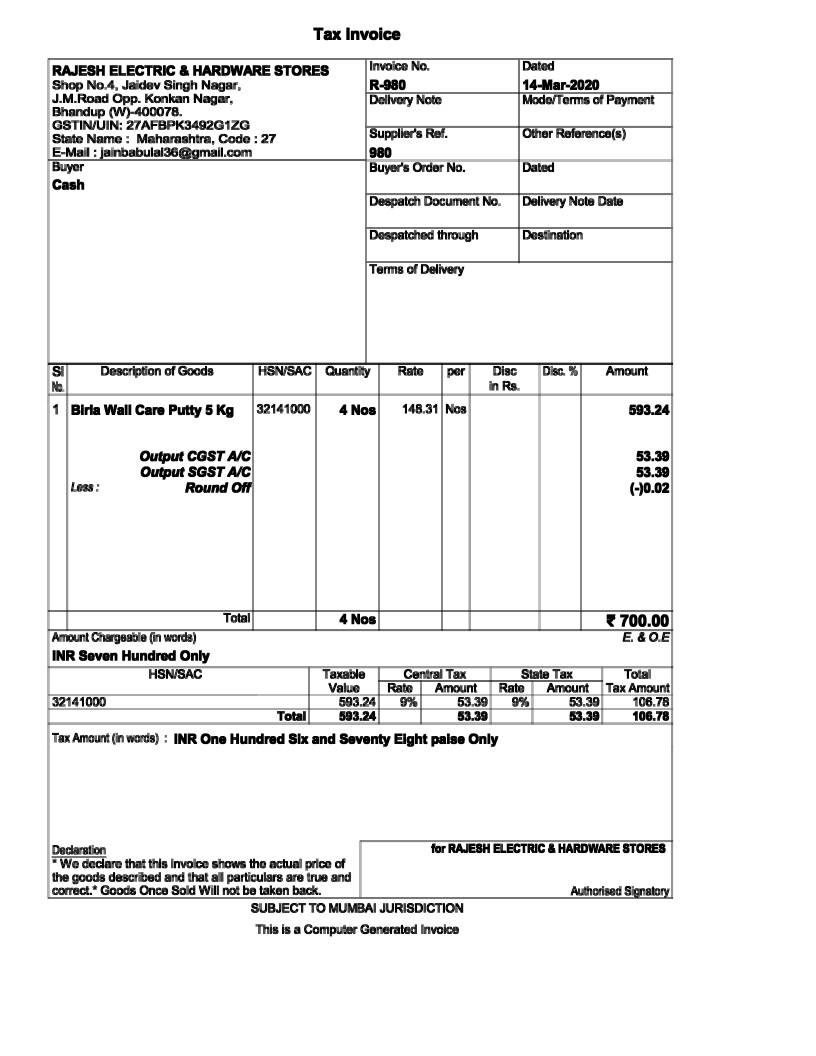 Tax Invoice
RAJESH ELECTRIC & HARDWARE STORES
Shop No.4, Jaidev Singh Nagar,
J.M.Road Opp. Konkan Nagar,
Bhandup (W)-400078.
GSTIN/UIN: 27AFBPK3492G1ZG
State Name : Maharashtra, Code : 27
E-Mail : jainbabulal36@gmail.com
Buyer
Cash
Invoice No. Dated
R-980 14-Mar-2020
Delivery Note Mode/Terms of Payment
Supplier's Ref. Other Reference(s)
980
Buyer's Order No. Dated
Despatch Document No. Delivery Note Date
Despatched through Destination
Terms of Delivery
Sl Description of Goods HSN/SAC Quantity Rate per Disc Disc. % Amount
No. in Rs.
1 Birla Wall Care Putty 5 Kg 32141000 4 Nos 148.31 Nos 593.24
Output CGST A/C 53.39
Output SGST A/C 53.39
Less : Round Off (-)0.02
Total 4 Nos ₹ 700.00
Amount Chargeable (in words) E. & O.E
INR Seven Hundred Only
HSN/SAC Taxable Central Tax State Tax Total
Value Rate Amount Rate Amount Tax Amount
32141000 593.24 9% 53.39 9% 53.39 106.78
Total 593.24 53.39 53.39 106.78
Tax Amount (in words) : INR One Hundred Six and Seventy Eight paise Only
Declaration
" We declare that this invoice shows the actual price of
the goods described and that all particulars are true and
correct." Goods Once Sold Will not be taken back.
for RAJESH ELECTRIC & HARDWARE STORES
Authorised Signatory
SUBJECT TO MUMBAI JURISDICTION
This is a Computer Generated Invoice